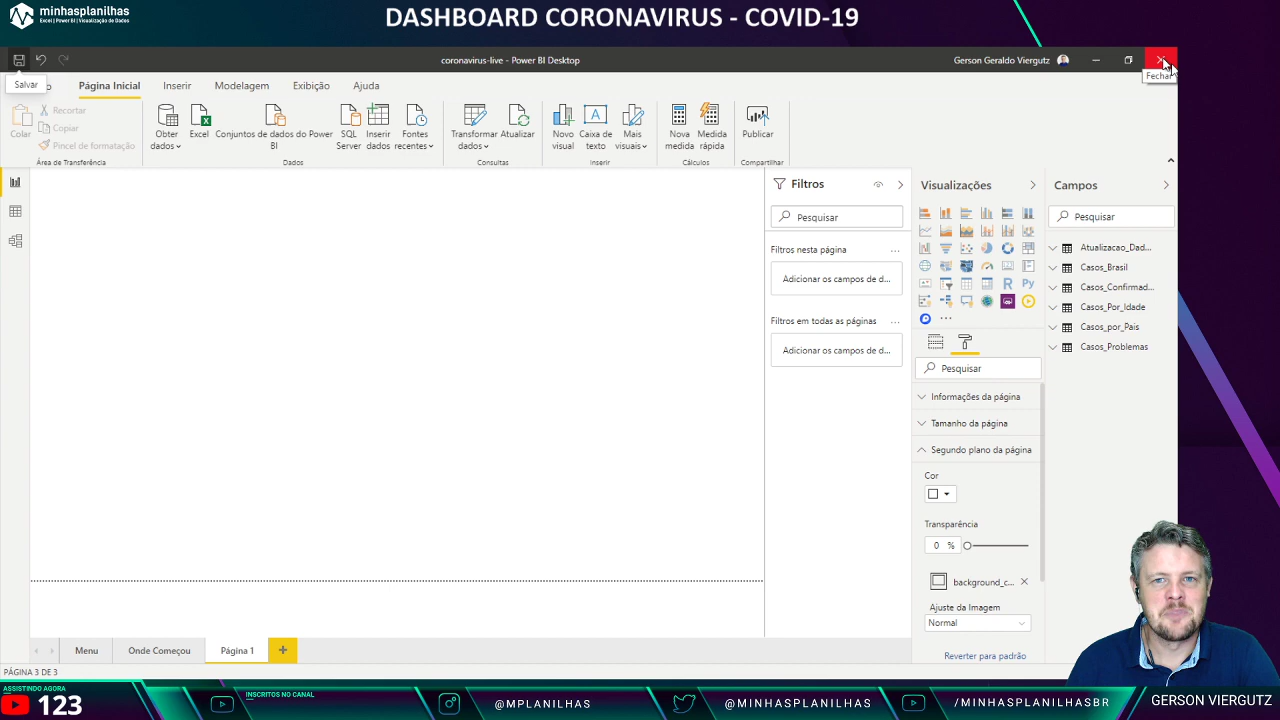 minhasplanilhas
Excel | Power BI | Visualização de Dados
DASHBOARD CORONAVIRUS - COVID-19
coronavirus-live - Power BI Desktop
Gerson Geraldo Viergutz
Salvar
Fechar
Página Inicial
Inserir
Modelagem
Exibição
Ajuda
Colar
Recortar
Copiar
Pincel de formatação
Área de Transferência
Obter dados
Excel
Conjuntos de dados do Power BI
SQL Server
Inserir dados
Fontes recentes
Dados
Transformar dados
Atualizar
Consultas
Novo visual
Caixa de texto
Mais visuais
Inserir
Nova medida
Medida rápida
Cálculos
Publicar
Compartilhar
Filtros
Pesquisar
Filtros nesta página
...
Adicionar os campos de d...
Filtros em todas as páginas
...
Adicionar os campos de d...
Visualizações
R
Py
...
Pesquisar
Informações da página
Tamanho da página
Segundo plano da página
Cor
Transparência
0 %
background_c...
Ajuste da Imagem
Normal
Reverter para padrão
Campos
Pesquisar
Atualizacao_Dad...
Casos_Brasil
Casos_Confirmad...
Casos_Por_Idade
Casos_por_Pais
Casos_Problemas
Menu
Onde Começou
Página 1
PÁGINA 3 DE 3
ASSISTINDO AGORA
123
INSCRITOS NO CANAL
@MPLANILHAS
@MINHASPLANILHAS
/MINHASPLANILHASBR
GERSON VIERGUTZ